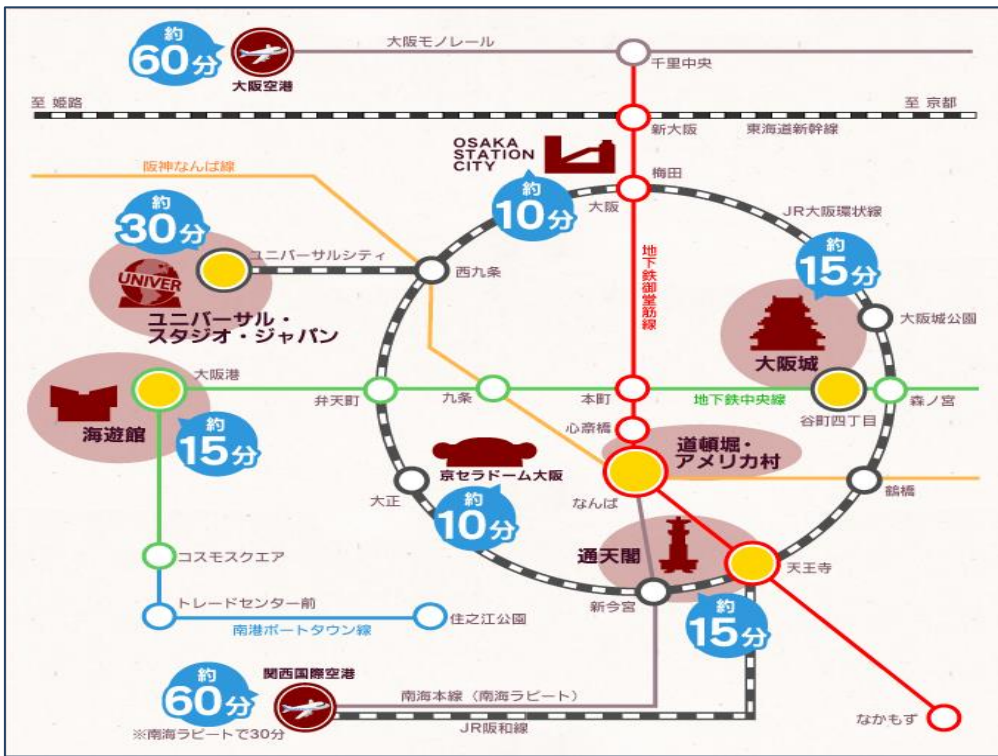 約
60分
大阪空港
大阪モノレール
千里中央
至 姫路
至 京都
新大阪
東海道新幹線
OSAKA
STATION
CITY
阪神なんば線
約
10分
梅田
大阪
JR大阪環状線
約
30分
ユニバーサルシティ
西九条
UNIVER
ユニバーサル・
スタジオ・ジャパン
地下鉄御堂筋線
約
15分
大阪城公園
大阪城
大阪港
海遊館
約
15分
弁天町
九条
本町
地下鉄中央線
谷町四丁目
森ノ宮
心斎橋
道頓堀・
アメリカ村
京セラドーム大阪
大正
約
10分
なんば
鶴橋
通天閣
天王寺
新今宮
約
15分
コスモスクエア
トレードセンター前
住之江公園
南港ポートタウン線
約
60分
関西国際空港
※南海ラピートで30分
南海本線（南海ラピート）
JR阪和線
なかもず